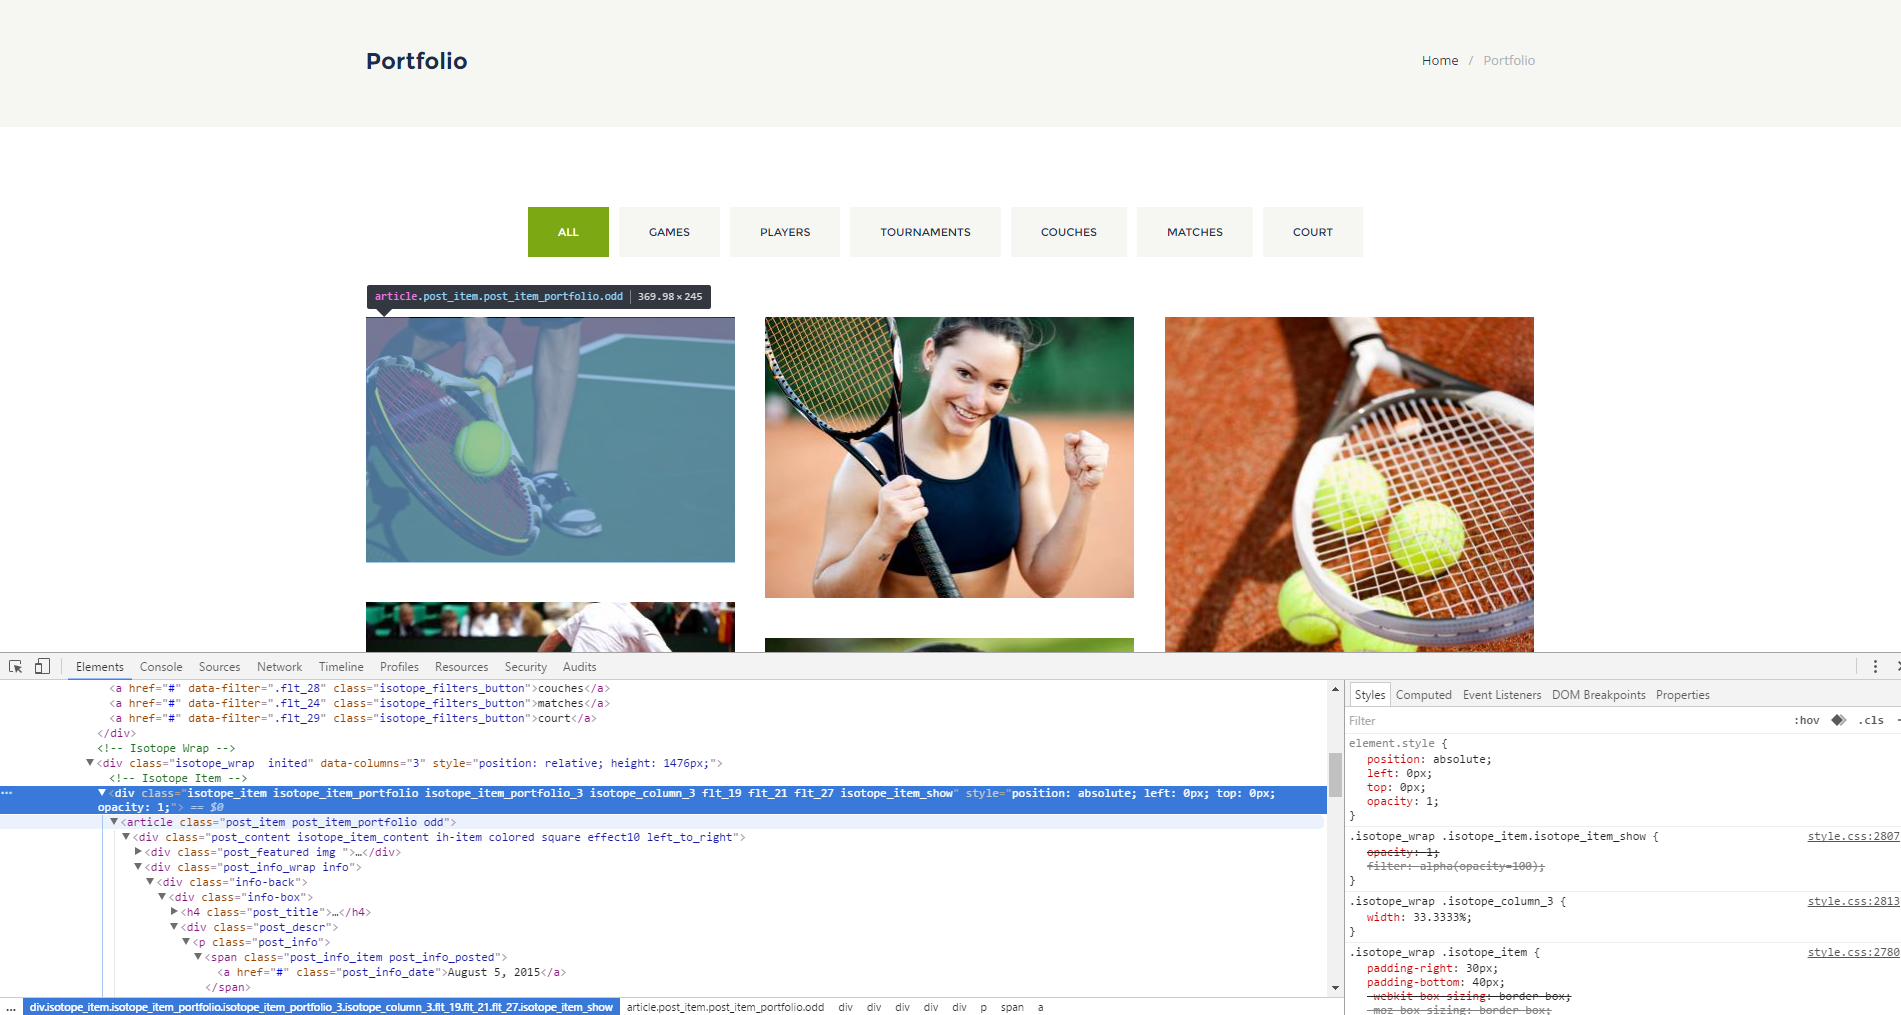 Portfolio
Home / Portfolio
ALL
GAMES
PLAYERS
TOURNAMENTS
COUCHES
MATCHES
COURT
article.post_item.post_item_portfolio.odd | 369.98 × 245
Elements Console Sources Network Timeline Profiles Resources Security Audits
<a href="#" data-filter=".flt_28" class="isotope_filters_button">couches</a>
<a href="#" data-filter=".flt_24" class="isotope_filters_button">matches</a>
<a href="#" data-filter=".flt_29" class="isotope_filters_button">court</a>
</div>
<!-- Isotope Wrap -->
<div class="isotope_wrap  inited" data-columns="3" style="position: relative; height: 1476px;">
<!-- Isotope Item -->
<div class="isotope_item isotope_item_portfolio isotope_item_portfolio_3 isotope_column_3 flt_19 flt_21 flt_27 isotope_item_show" style="position: absolute; left: 0px; top: 0px;
opacity: 1;"> == $0
<article class="post_item post_item_portfolio odd">
<div class="post_content isotope_item_content ih-item colored square effect10 left_to_right">
<div class="post_featured img ">…</div>
<div class="post_info_wrap info">
<div class="info-back">
<div class="info-box">
<h4 class="post_title">…</h4>
<div class="post_descr">
<p class="post_info">
<span class="post_info_item post_info_posted">
<a href="#" class="post_info_date">August 5, 2015</a>
</span>
... div.isotope_item.isotope_item_portfolio.isotope_item_portfolio_3.isotope_column_3.flt_19.flt_21.flt_27.isotope_item_show article.post_item.post_item_portfolio.odd div div div div div p span a
Styles Computed Event Listeners DOM Breakpoints Properties
Filter :hov .cls
element.style {
position: absolute;
left: 0px;
top: 0px;
opacity: 1;
}
.isotope_wrap .isotope_item.isotope_item_show { style.css:2807
opacity: 1;
filter: alpha(opacity=100);
}
.isotope_wrap .isotope_column_3 { style.css:2813
width: 33.3333%;
}
.isotope_wrap .isotope_item { style.css:2780
padding-right: 30px;
padding-bottom: 40px;
-webkit-box-sizing: border-box;
-moz-box-sizing: border-box;